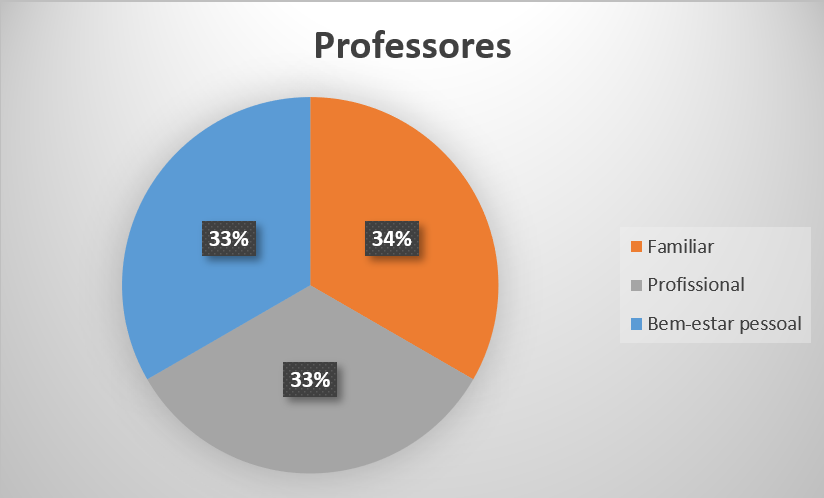 Professores
33%
34%
33%
Familiar
Profissional
Bem-estar pessoal